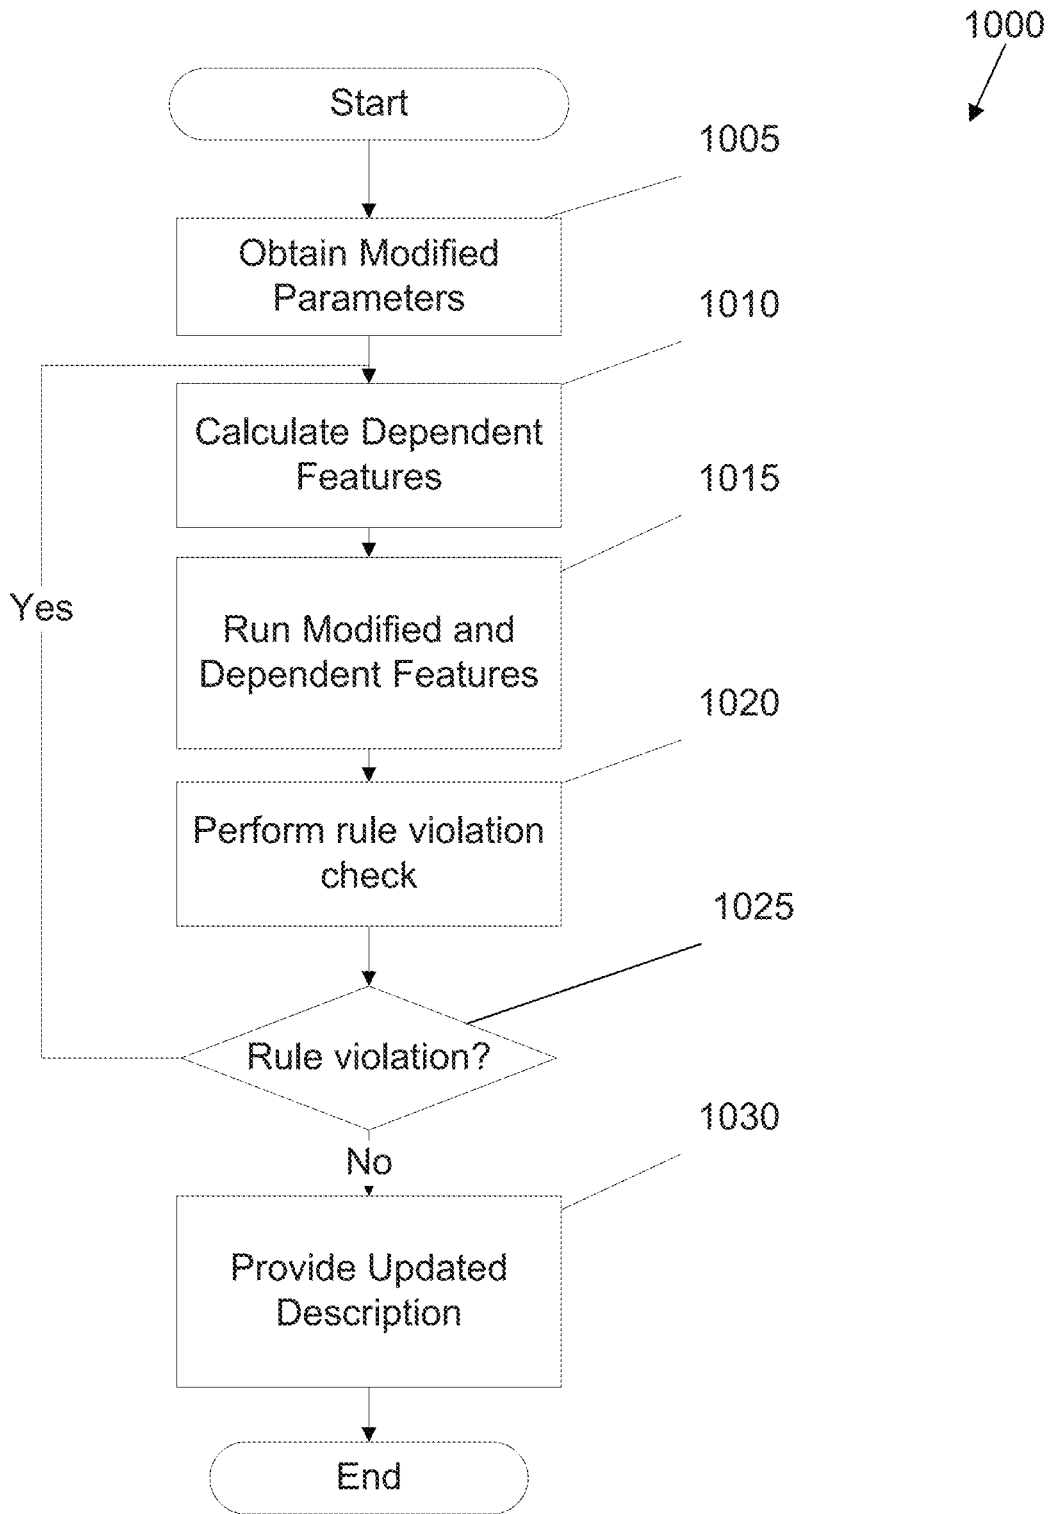 1000
Start
1005
Obtain Modified
Parameters
1010
Calculate Dependent
Features
1015
Yes
Run Modified and
Dependent Features
1020
Perform rule violation
check
1025
Rule violation?
1030
No
Provide Updated
Description
End